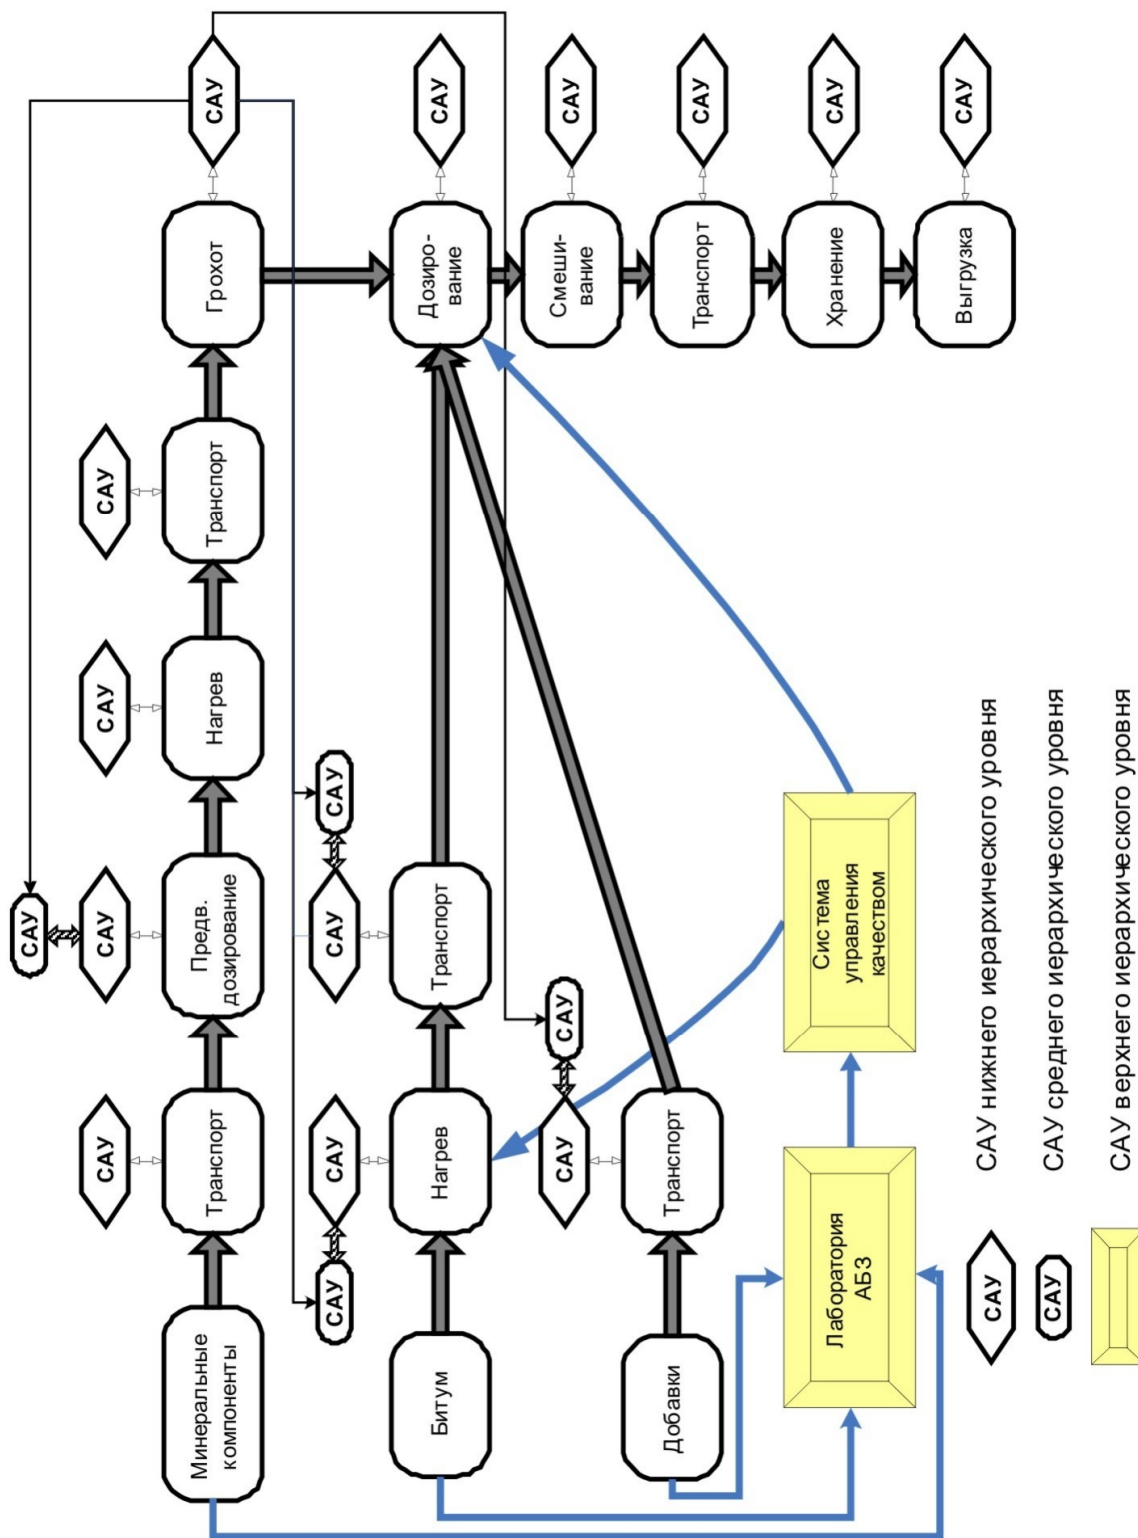 САУ
САУ
САУ
САУ
САУ
Минеральные
компоненты
Транспорт
Предв.
дозирование
Нагрев
Транспорт
Грохот
САУ
САУ
САУ
САУ
САУ
Битум
Нагрев
Транспорт
Дозиро-
вание
САУ
САУ
САУ
Смеши-
вание
САУ
Добавки
Транспорт
Транспорт
САУ
Лаборатория
АБЗ
Система
управления
качеством
Хранение
САУ
Выгрузка
САУ
САУ
САУ нижнего иерархического уровня
САУ
САУ среднего иерархического уровня
САУ верхнего иерархического уровня